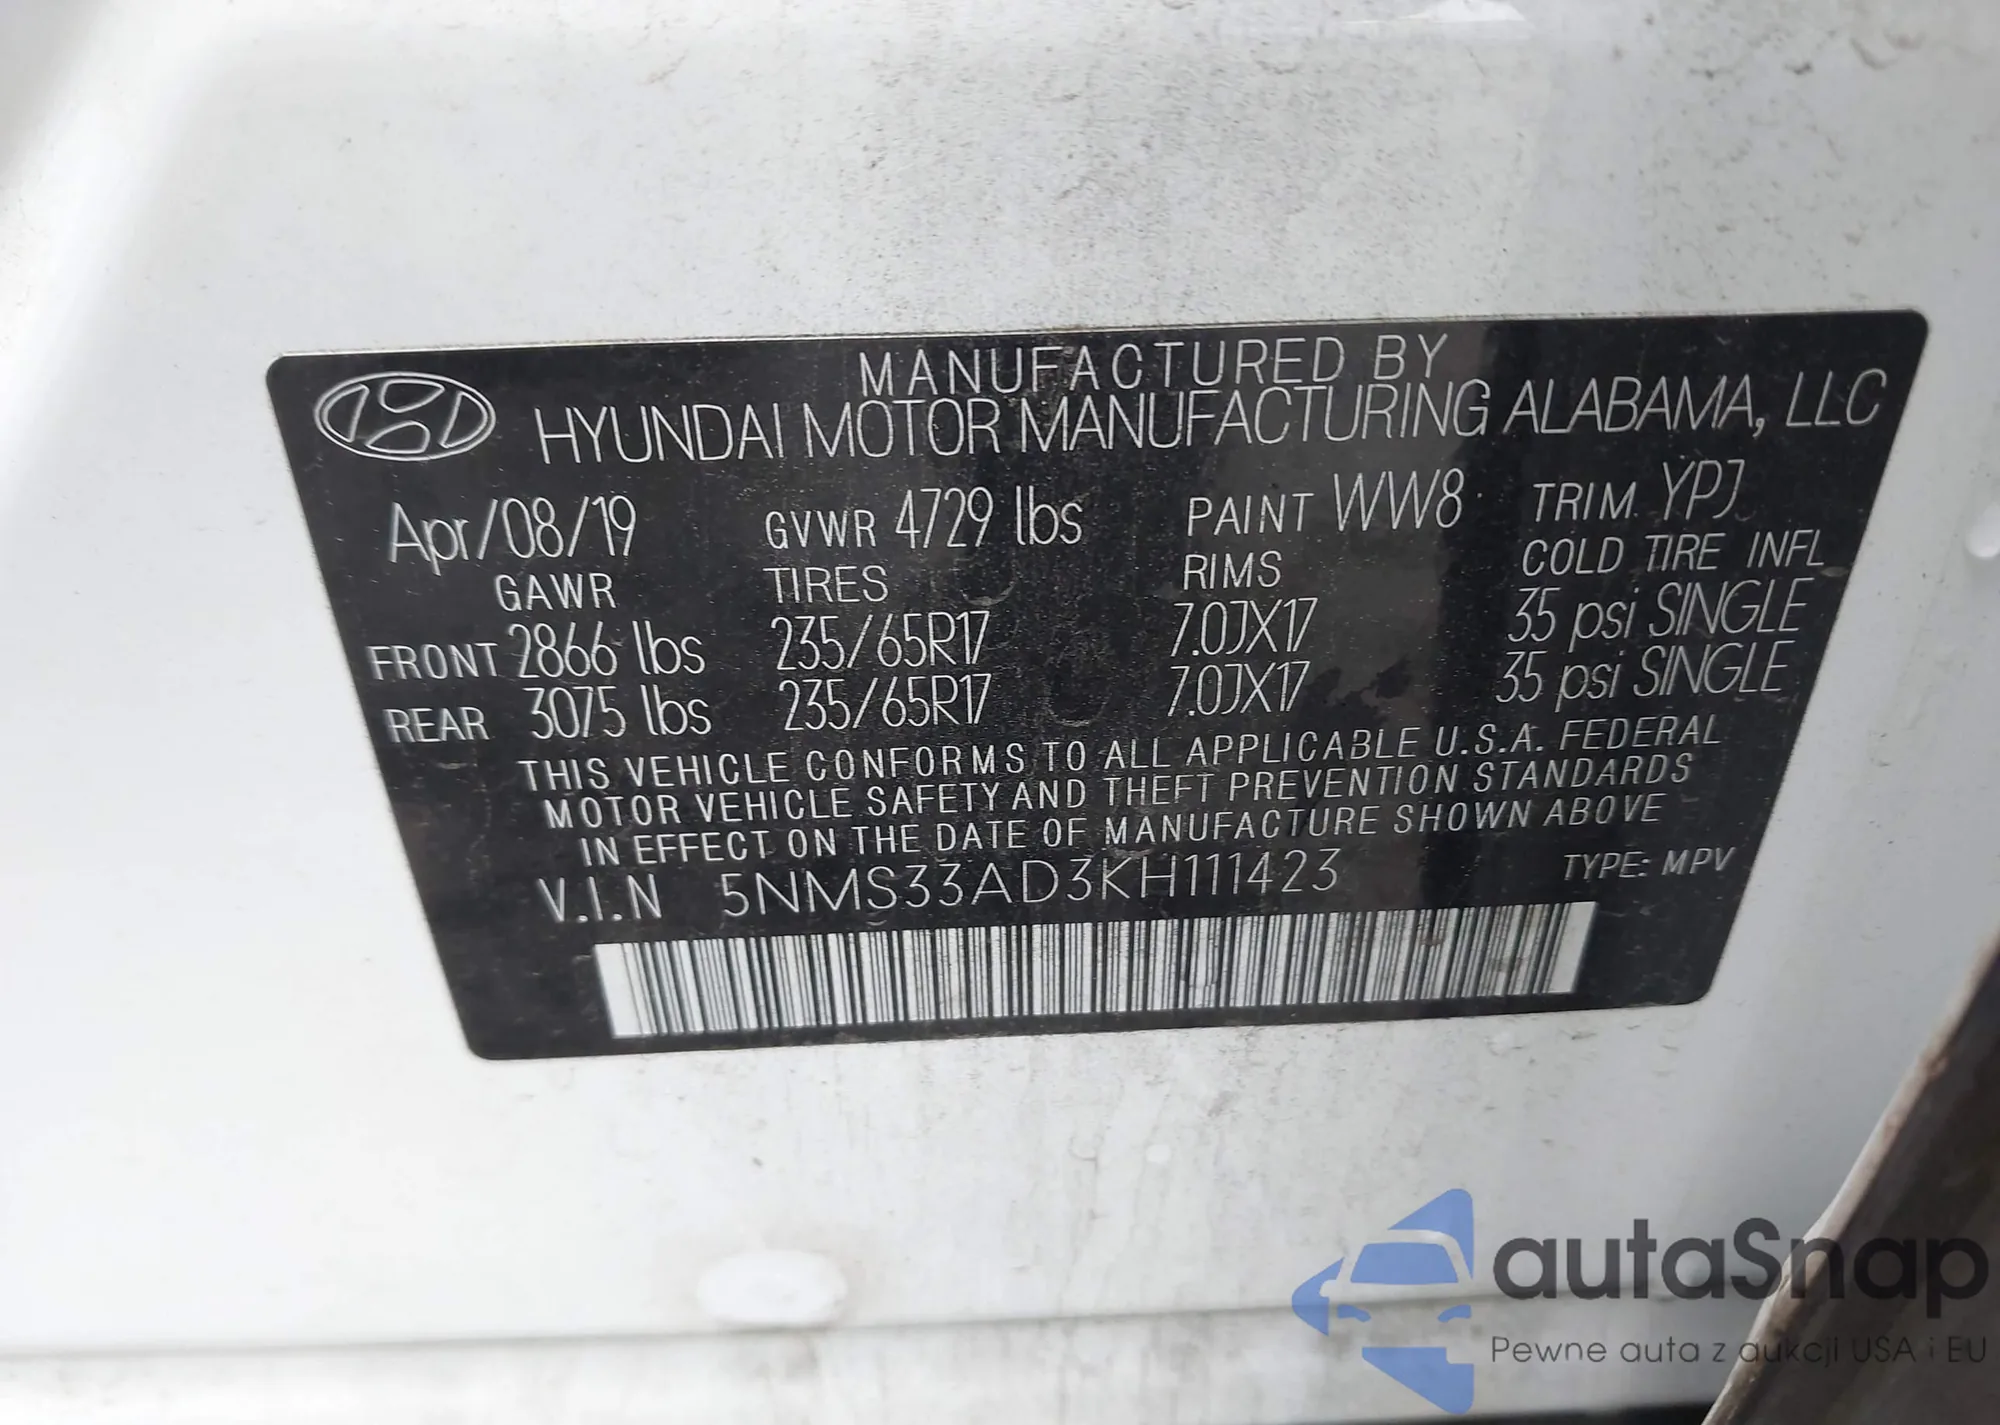 MANUFACTURED BY
HYUNDAI MOTOR MANUFACTURING ALABAMA, LLC
Apr/08/19 GVWR 4729 lbs PAINT WW8 TRIM YPJ
GAWR TIRES RIMS COLD TIRE INFL
FRONT 2866 lbs 235/65R17 7.0JX17 35 psi SINGLE
REAR 3075 lbs 235/65R17 7.0JX17 35 psi SINGLE
THIS VEHICLE CONFORMS TO ALL APPLICABLE U.S.A. FEDERAL
MOTOR VEHICLE SAFETY AND THEFT PREVENTION STANDARDS
IN EFFECT ON THE DATE OF MANUFACTURE SHOWN ABOVE
V.I.N 5NMS33AD3KH111423 TYPE: MPV
autaSnap
Pewne auta z aukcji USA i EU